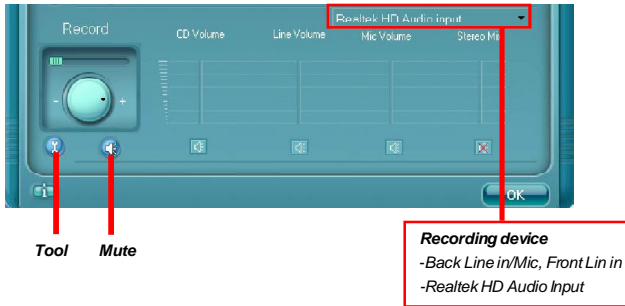 Realtek HD Audio input
Record
CD Volume
Line Volume
Mic Volume
Stereo Mix
- +
OK
Tool
Mute
Recording device
-Back Line in/Mic, Front Lin in
-Realtek HD Audio Input